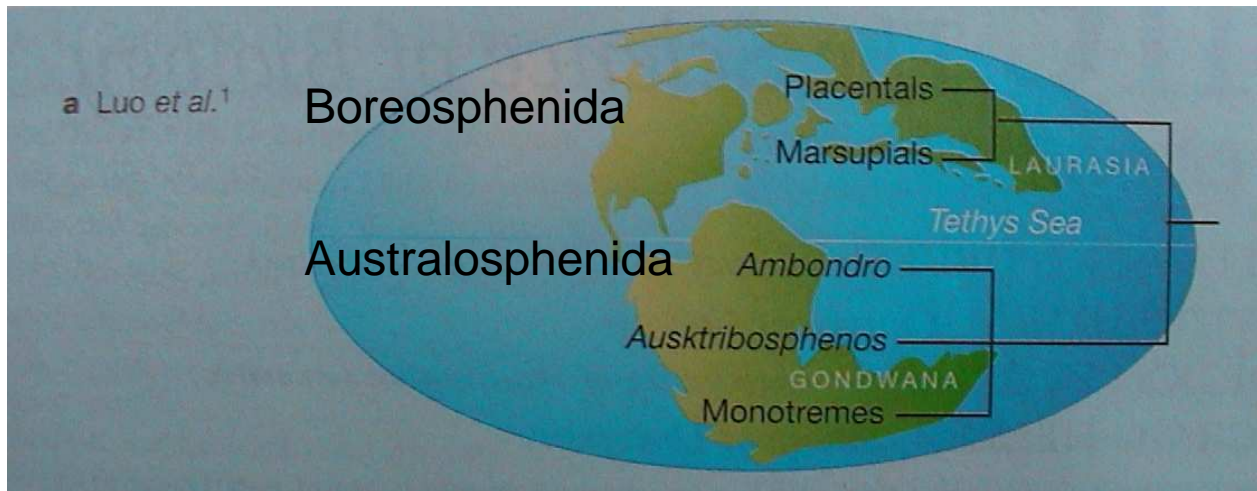 a Luo et al.1
Boreosphenida
Placentals
Marsupials
LAURASIA
Tethys Sea
Australosphenida
Ambondro
Ausktribosphenos
GONDWANA
Monotremes